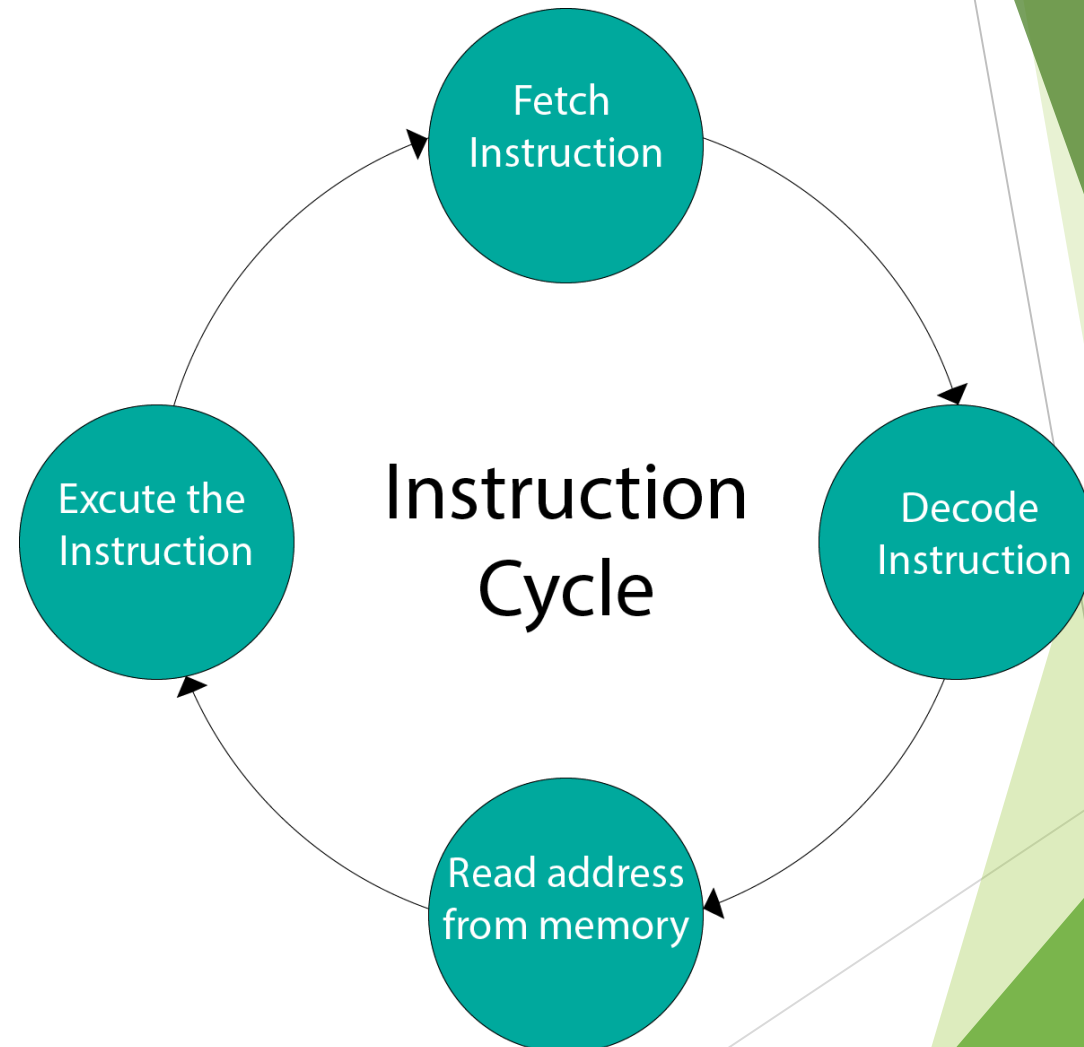 Fetch
Instruction
Decode
Instruction
Read address
from memory
Excute the
Instruction
Instruction
Cycle